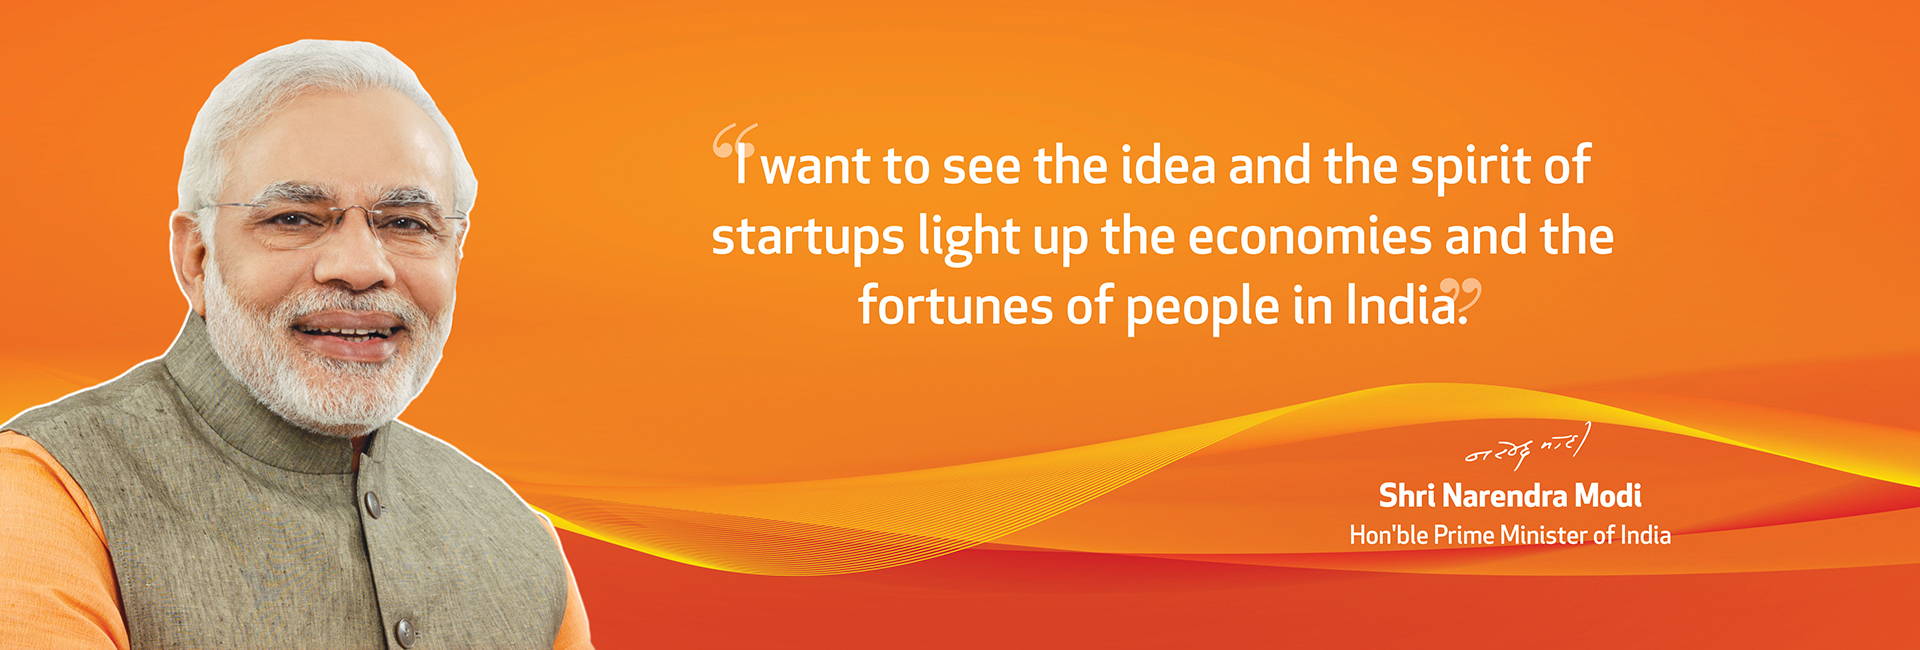 “I want to see the idea and the spirit of
startups light up the economies and the
fortunes of people in India.”
नरेन्द्र मोदी
Shri Narendra Modi
Hon'ble Prime Minister of India